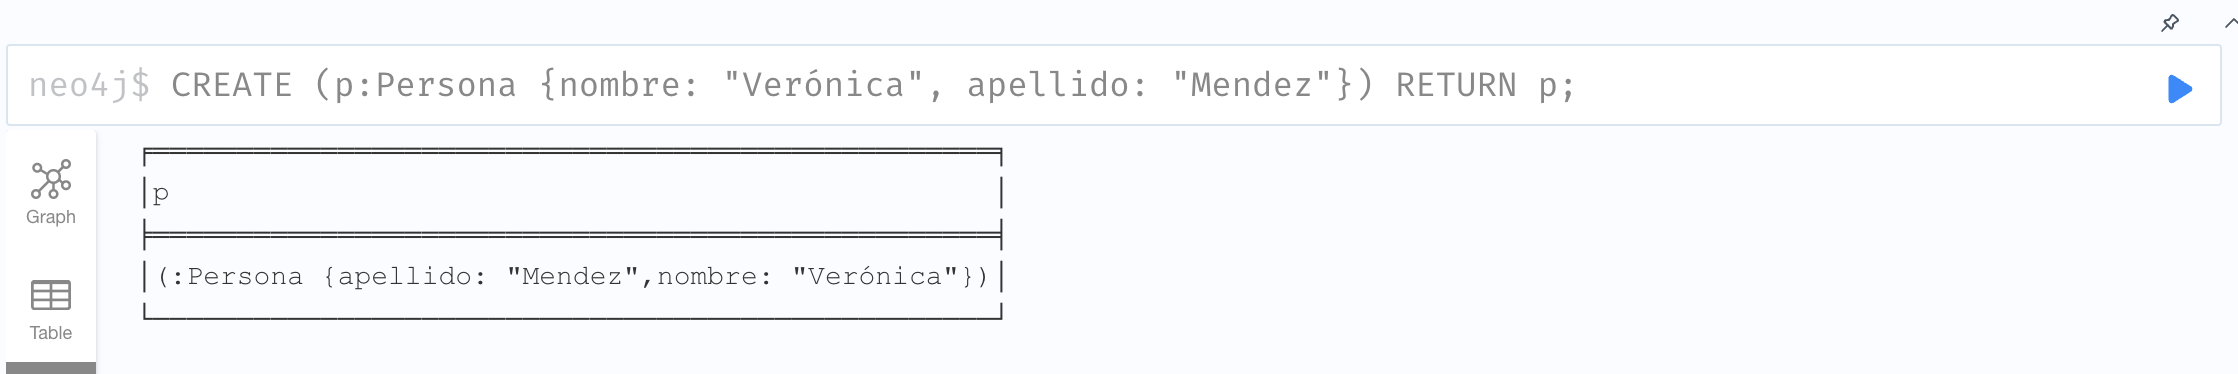 neo4j$ CREATE (p:Persona {nombre: "Verónica", apellido: "Mendez"}) RETURN p;
Graph
Table
p
(:Persona {apellido: "Mendez",nombre: "Verónica"})